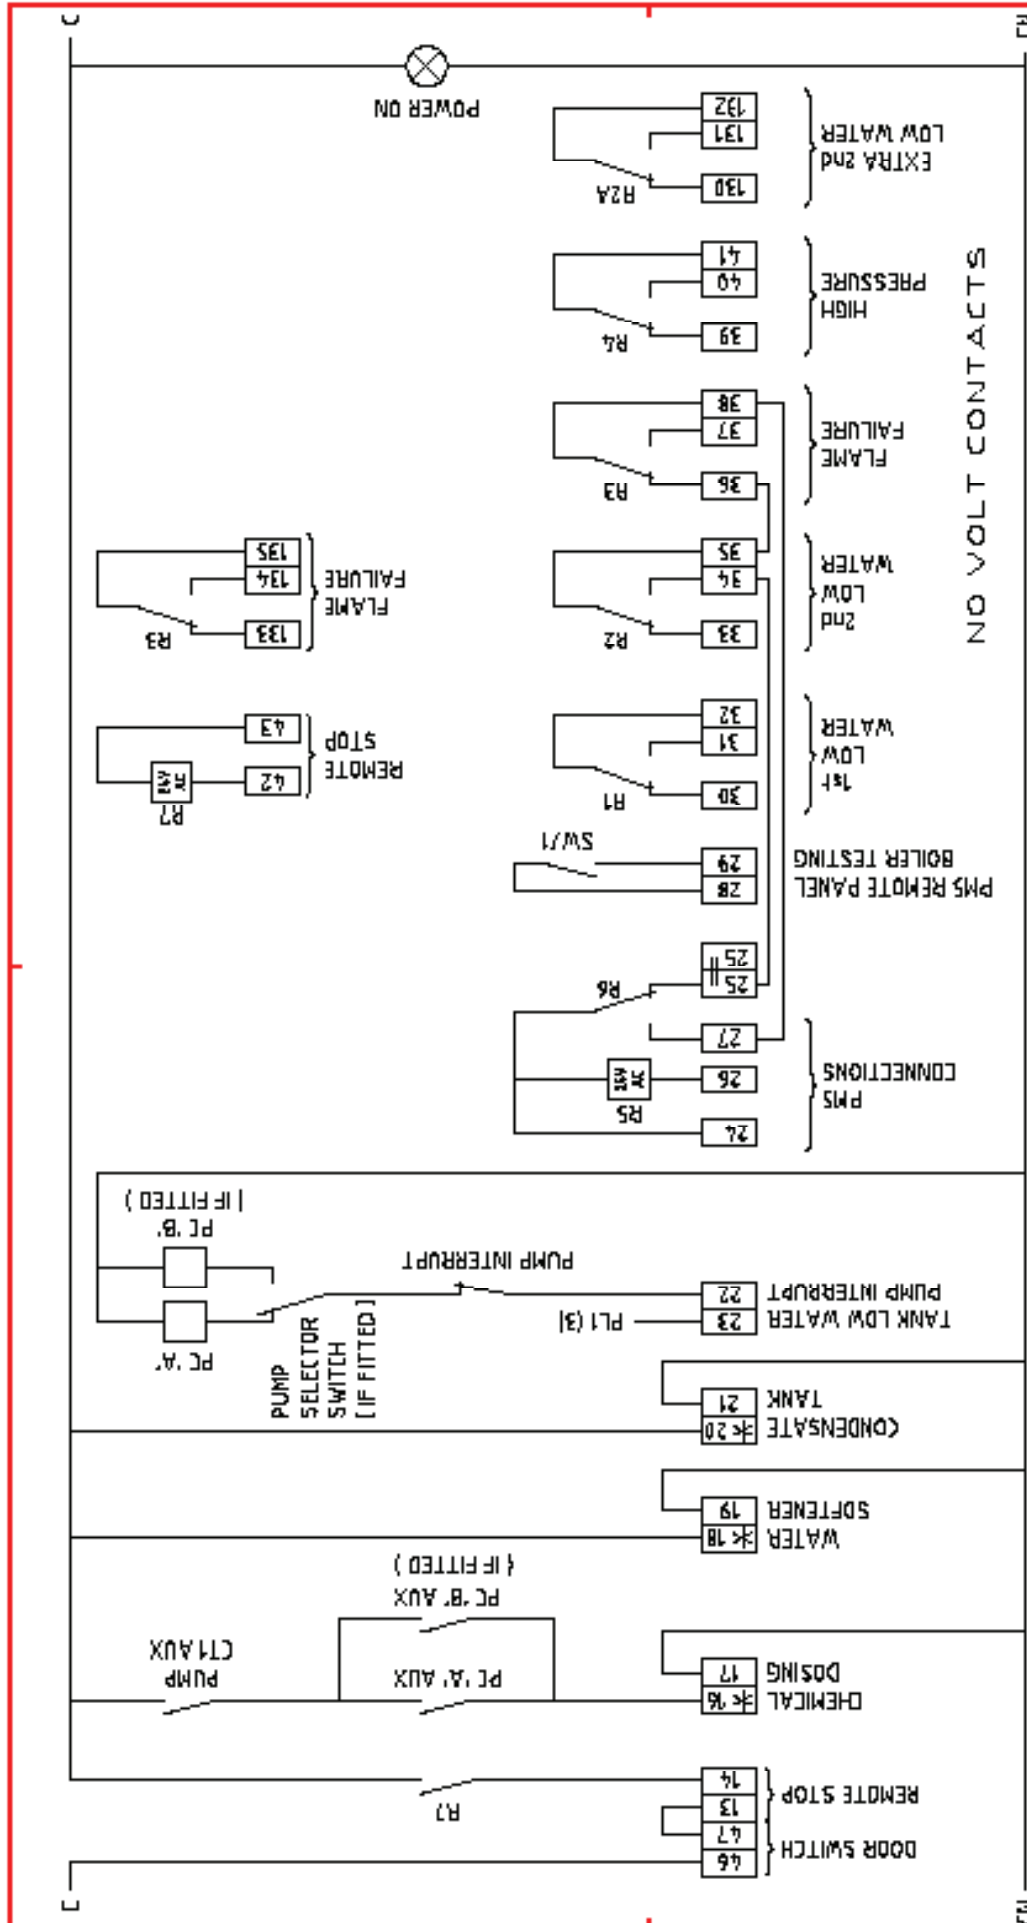 C
DOOR SWITCH
46
47
REMOTE STOP
13
14
R7
CHEMICAL
DOSING
* 16
17
PC 'A' AUX
PC 'B' AUX
( IF FITTED )
PUMP
CT1 AUX
WATER
SOFTENER
* 18
19
CONDENSATE
TANK
* 20
21
TANK LOW WATER
PUMP INTERRUPT
23
22
PL1 (3)
PUMP INTERRUPT
PUMP
SELECTOR
SWITCH
[ IF FITTED ]
PC 'A'
PC 'B'
( IF FITTED )
PMS
CONNECTIONS
24
26
27
25
25
R5
R6
PMS REMOTE PANEL
BOILER TESTING
28
29
SW/1
1st
LOW
WATER
30
31
32
R1
REMOTE
STOP
42
43
R7
2nd
LOW
WATER
33
34
35
R2
FLAME
FAILURE
133
134
135
R3
FLAME
FAILURE
36
37
38
R3
HIGH
PRESSURE
39
40
41
R4
EXTRA 2nd
LOW WATER
130
131
132
R2A
NO VOLT CONTACTS
POWER ON
C